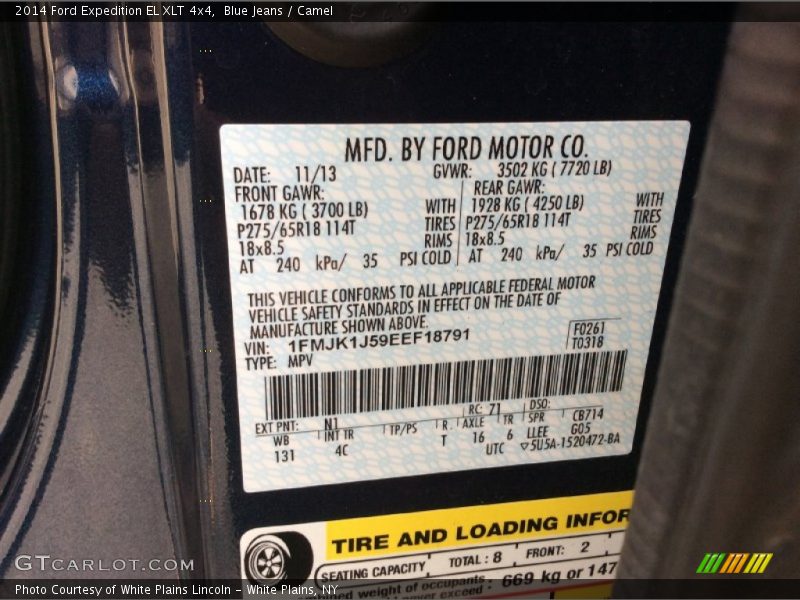 2014 Ford Expedition EL XLT 4x4, Blue Jeans / Camel
MFD. BY FORD MOTOR CO.
DATE: 11/13 GVWR: 3502 KG ( 7720 LB)
FRONT GAWR: REAR GAWR:
1678 KG ( 3700 LB) WITH 1928 KG ( 4250 LB) WITH
P275/65R18 114T TIRES P275/65R18 114T TIRES
18x8.5 RIMS 18x8.5 RIMS
AT 240 kPa/ 35 PSI COLD AT 240 kPa/ 35 PSI COLD
THIS VEHICLE CONFORMS TO ALL APPLICABLE FEDERAL MOTOR
VEHICLE SAFETY STANDARDS IN EFFECT ON THE DATE OF
MANUFACTURE SHOWN ABOVE.
VIN: 1FMJK1J59EEF18791 F0261
TYPE: MPV T0318
RC: 71 DSO:
EXT PNT: N1 AXLE TR SPR CB714
WB INT TR TP/PS R 16 6 LLEE G05
131 4C T UTC ▽5U5A-1520472-BA
TIRE AND LOADING INFOR
SEATING CAPACITY TOTAL : 8 FRONT: 2
weight of occupants : 669 kg or 147
exceed
GTCARLOT.COM
Photo Courtesy of White Plains Lincoln - White Plains, NY